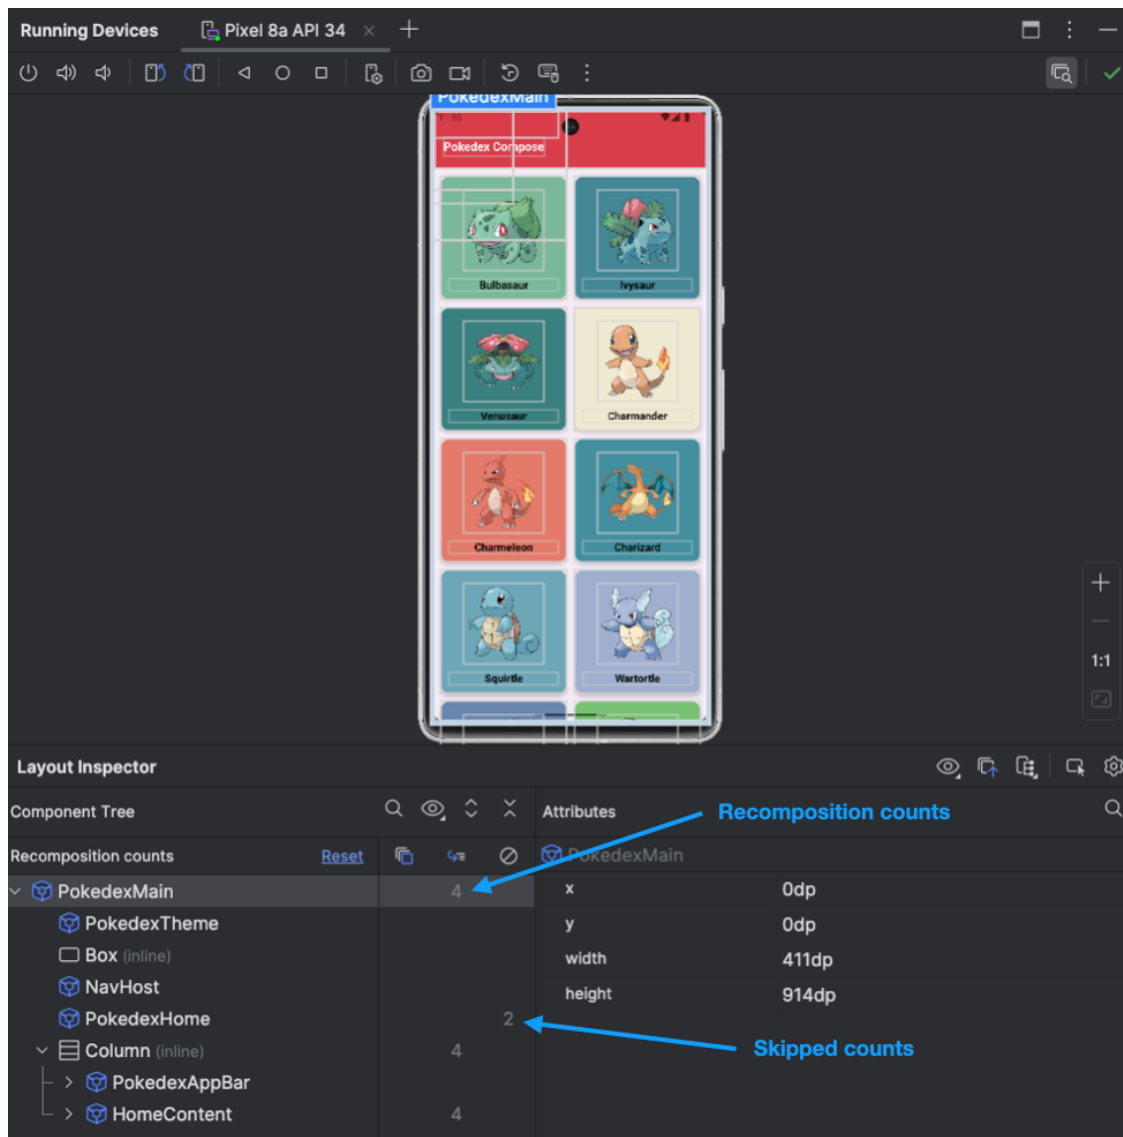 Running Devices
Pixel 8a API 34
PokedexMain
11:30
Pokedex Compose
Bulbasaur
Ivysaur
Venusaur
Charmander
Charmeleon
Charizard
Squirtle
Wartortle
1:1
Layout Inspector
Component Tree
Attributes
Recomposition counts
Recomposition counts
Reset
PokedexMain
PokedexMain
4
x
0dp
PokedexTheme
y
0dp
Box (inline)
width
411dp
NavHost
height
914dp
PokedexHome
2
Skipped counts
Column (inline)
4
PokedexAppBar
HomeContent
4